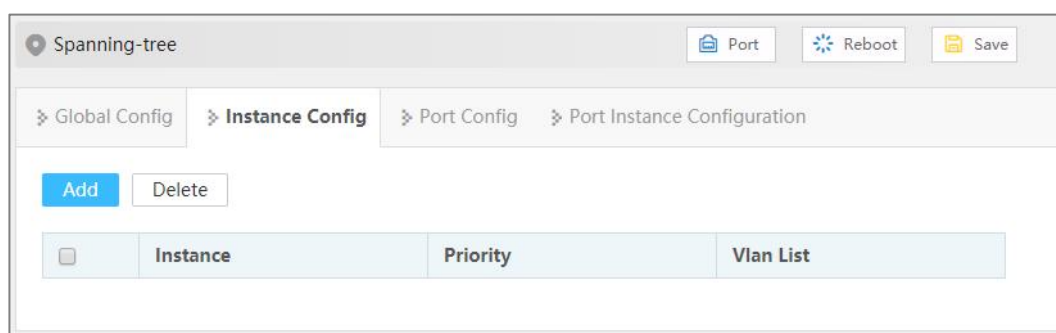 Spanning-tree Port Reboot Save
Global Config Instance Config Port Config Port Instance Configuration
Add Delete
Instance Priority Vlan List